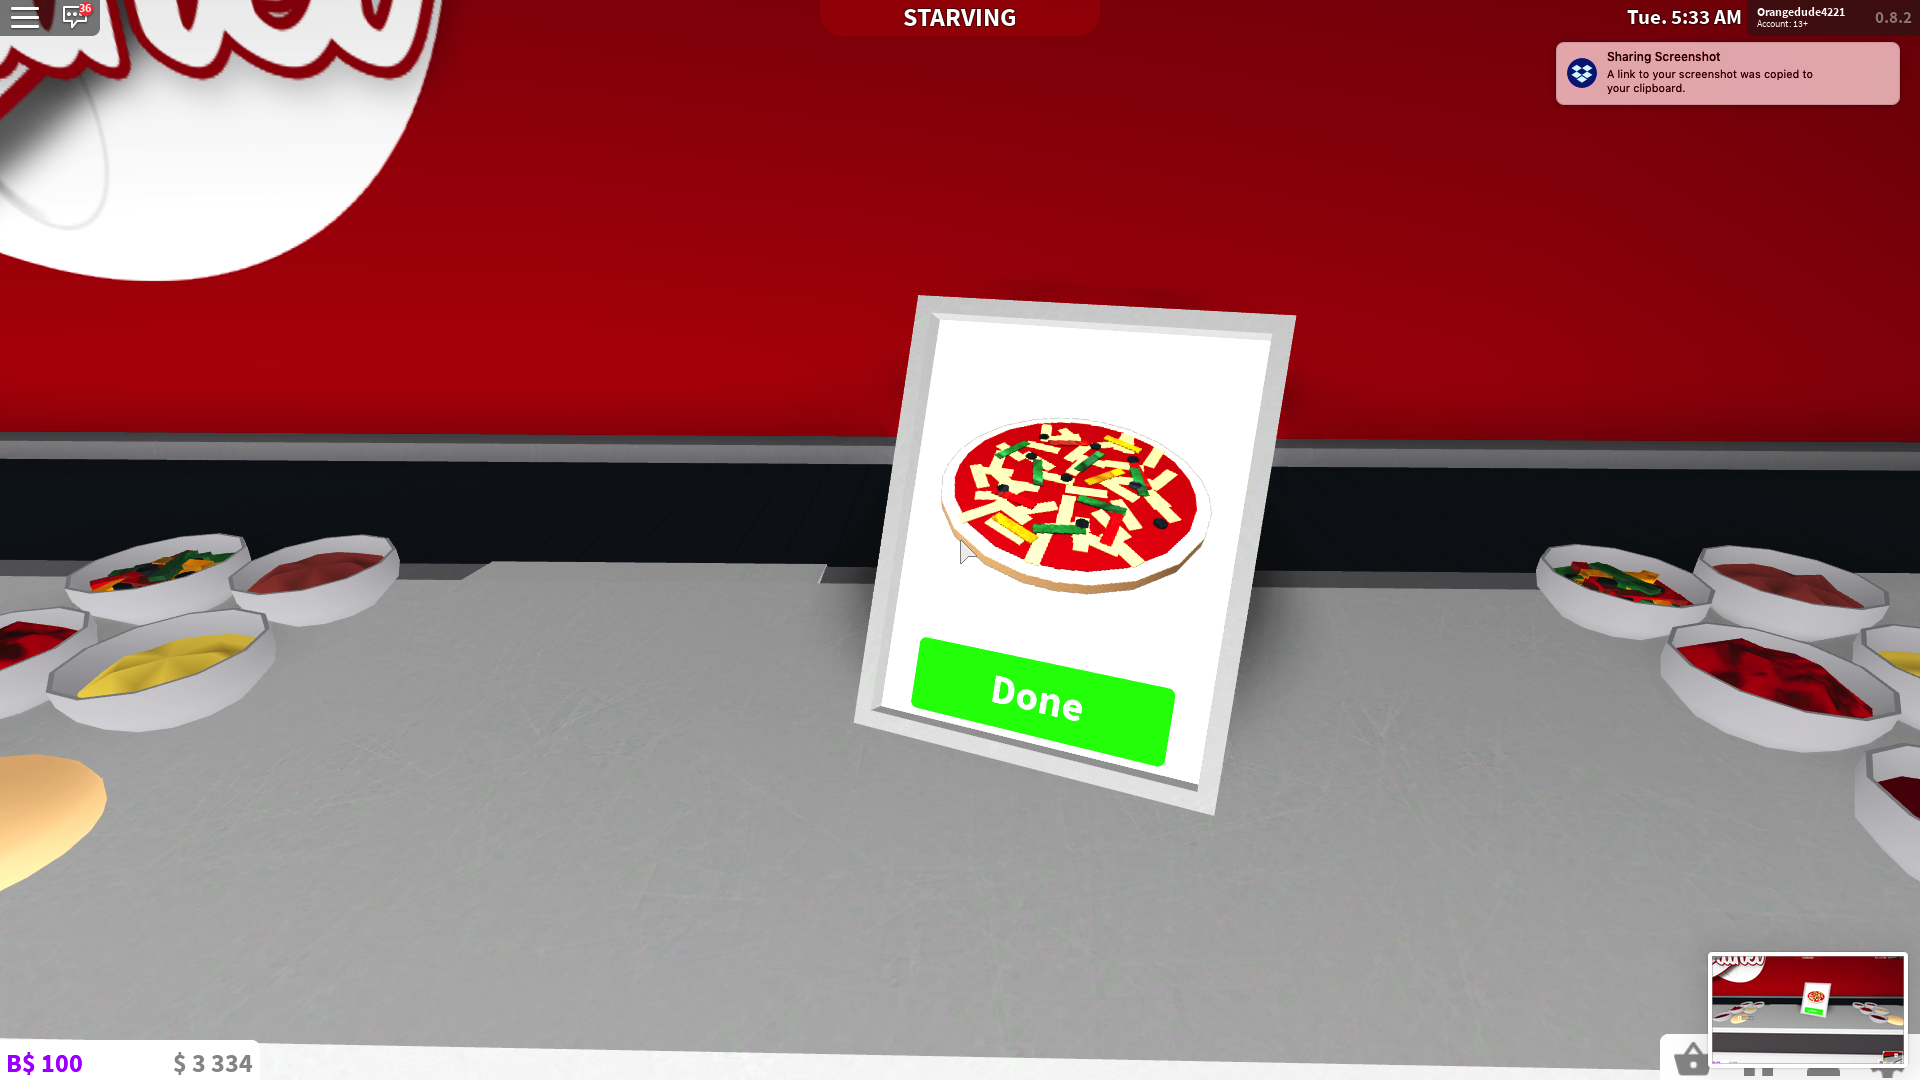 36
STARVING
Tue. 5:33 AM
Orangedude4221
Account: 13+
0.8.2
Sharing Screenshot
A link to your screenshot was copied to
your clipboard.
Done
B$ 100
$ 3 334